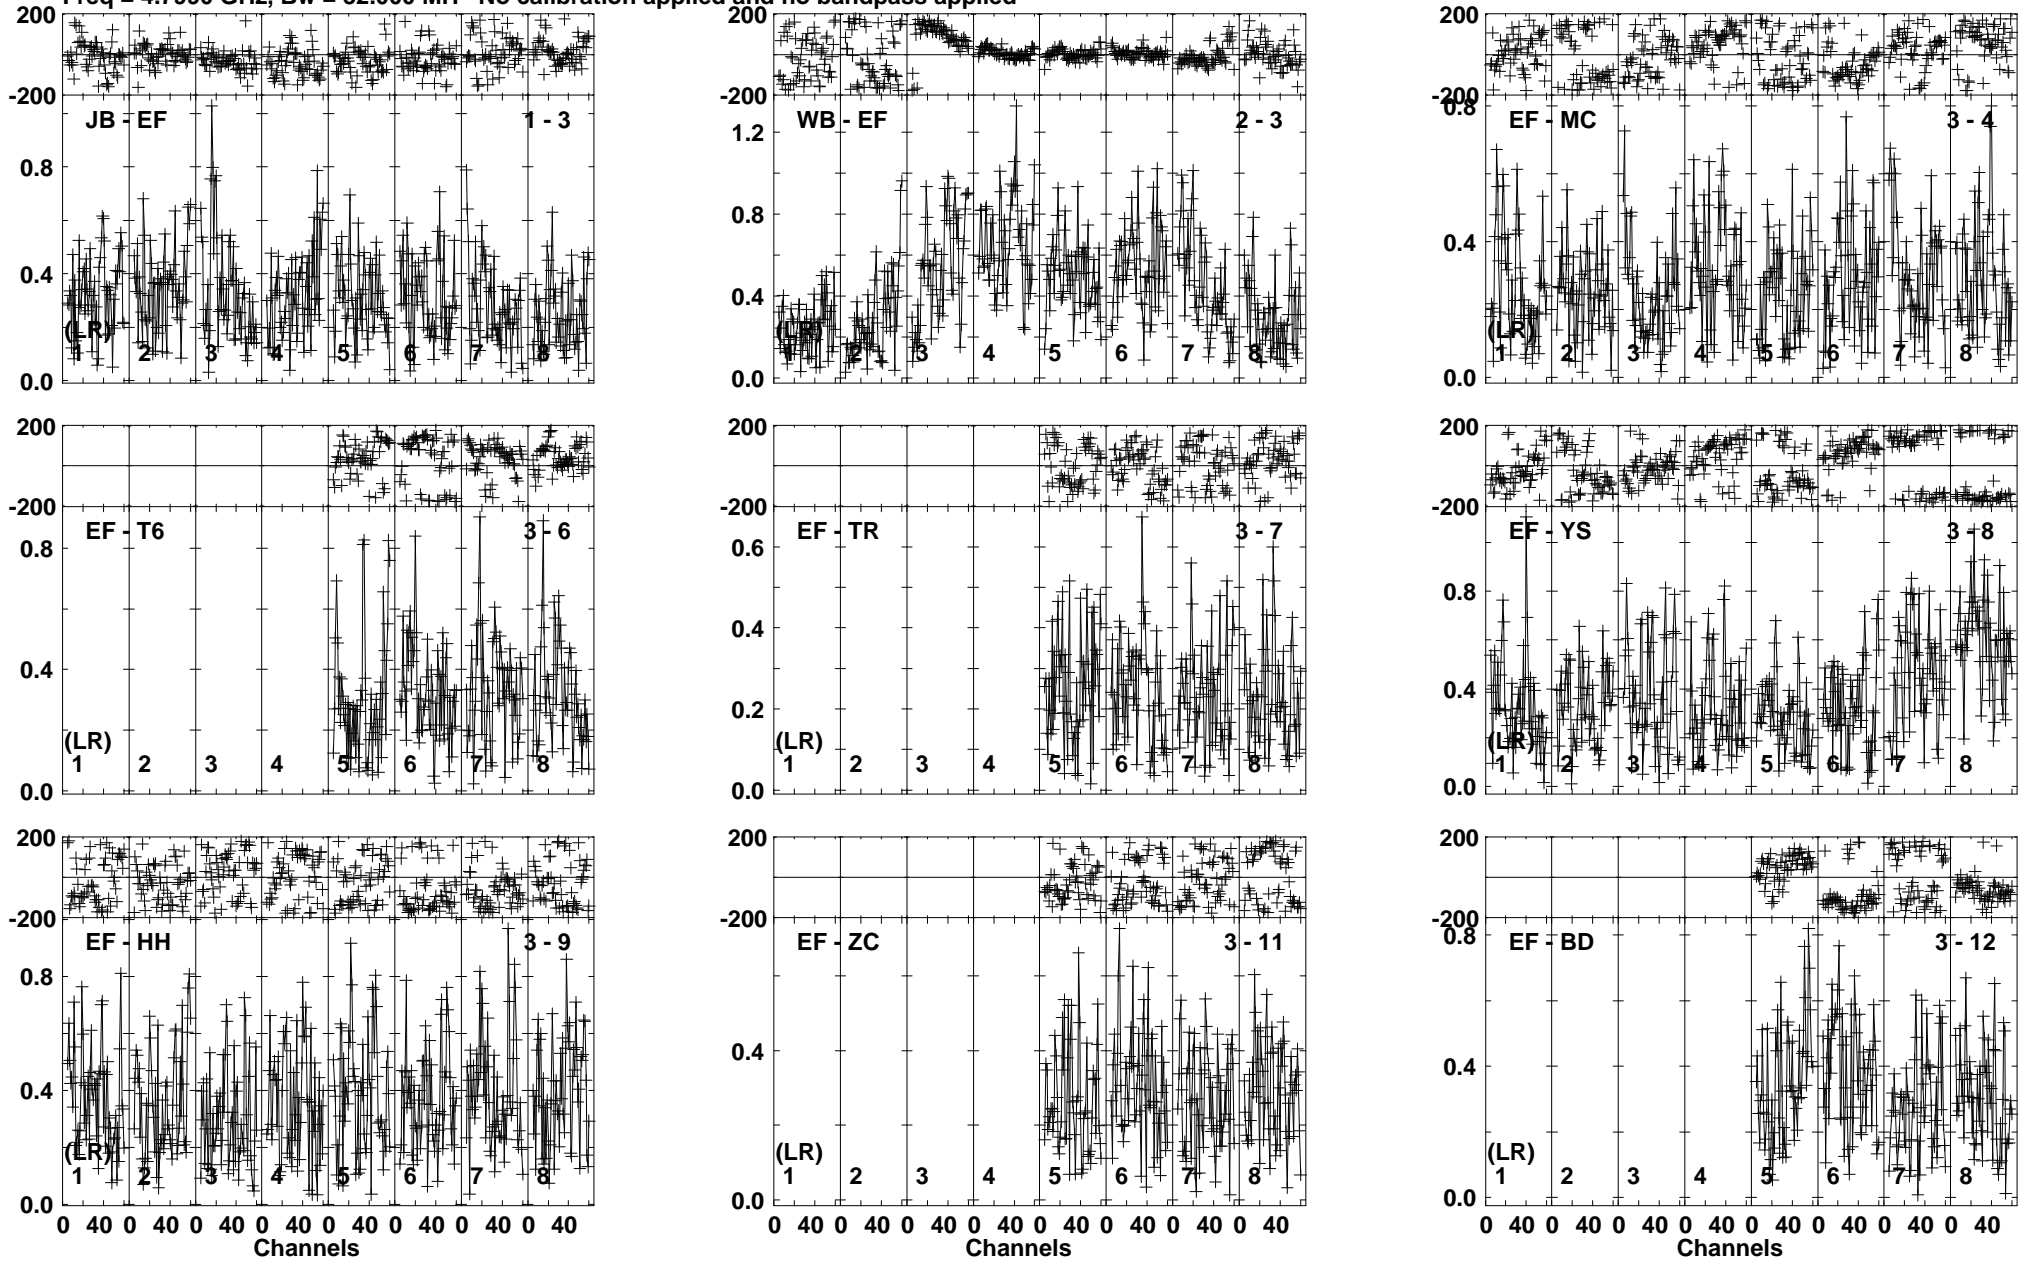 Freq = 4.7990 GHz, Bw = 32.000 MH No calibration applied and no bandpass applied
200
-200
JB - EF 1 - 3
0.8
0.4
0.0
(LR)
1 2 3 4 5 6 7 8
200
-200
WB - EF 2 - 3
1.2
0.8
0.4
0.0
(LR)
1 2 3 4 5 6 7 8
200
-200
0.8
EF - MC 3 - 4
0.4
0.0
(LR)
1 2 3 4 5 6 7 8
200
-200
EF - T6 3 - 6
0.8
0.4
0.0
(LR)
1 2 3 4 5 6 7 8
200
-200
EF - TR 3 - 7
0.6
0.4
0.2
0.0
(LR)
1 2 3 4 5 6 7 8
200
-200
EF - YS 3 - 8
0.8
0.4
0.0
(LR)
1 2 3 4 5 6 7 8
200
-200
EF - HH 3 - 9
0.8
0.4
0.0
(LR)
1 2 3 4 5 6 7 8
0 40 0 40 0 40 0 40 0 40 0 40 0 40 0 40
Channels
200
-200
EF - ZC 3 - 11
0.4
0.0
(LR)
1 2 3 4 5 6 7 8
0 40 0 40 0 40 0 40 0 40 0 40 0 40 0 40
Channels
200
-200
0.8
EF - BD 3 - 12
0.4
0.0
(LR)
1 2 3 4 5 6 7 8
0 40 0 40 0 40 0 40 0 40 0 40 0 40 0 40
Channels